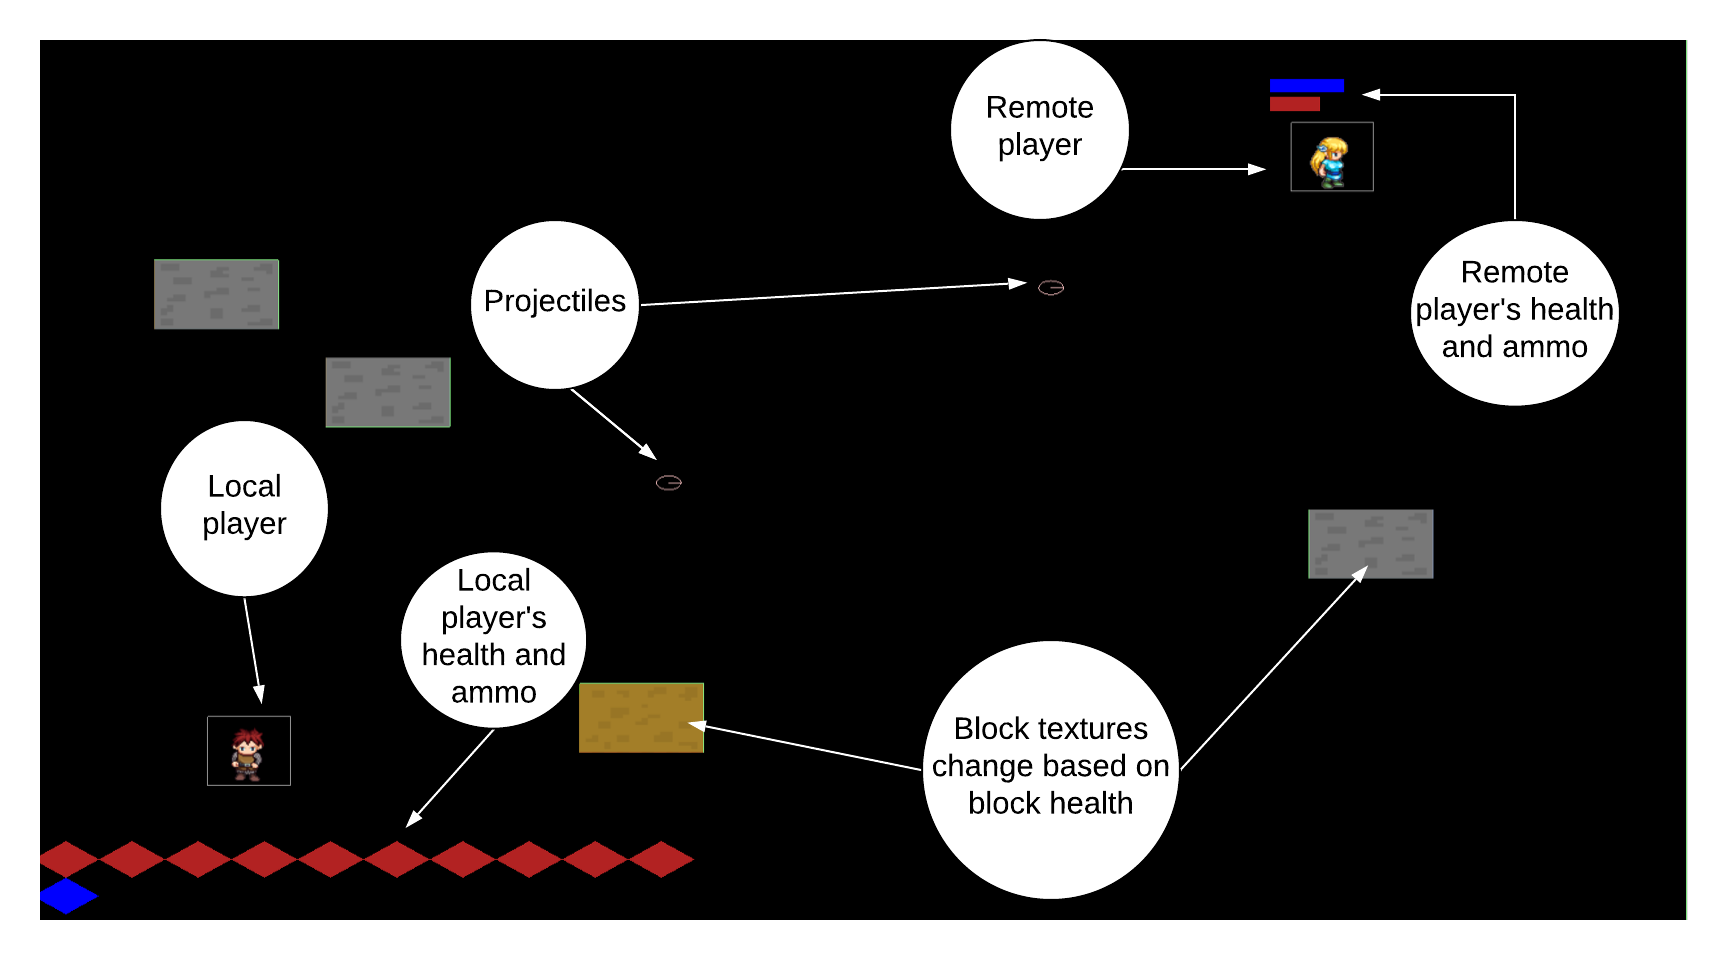 Remote
player
Projectiles
Remote
player's health
and ammo
Local
player
Local
player's
health and
ammo
Block textures
change based on
block health